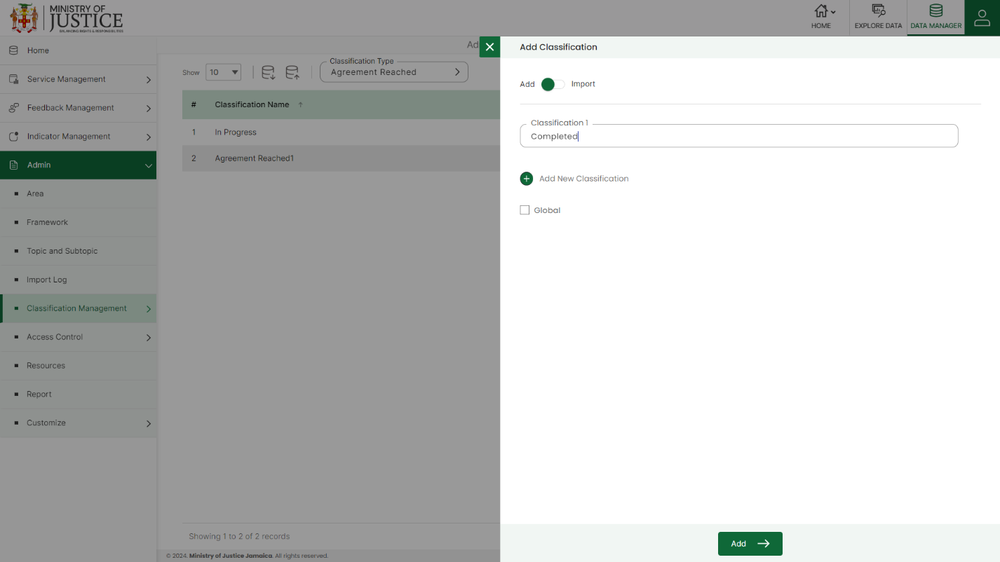 MINISTRY OF
JUSTICE
BALANCING RIGHTS & RESPONSIBILITIES
HOME
EXPLORE DATA
DATA MANAGER
Home
Service Management
Feedback Management
Indicator Management
Admin
Area
Framework
Topic and Subtopic
Import Log
Classification Management
Access Control
Resources
Report
Customize
Ad
Show 10
Classification Type
Agreement Reached
# Classification Name ↑
1 In Progress
2 Agreement Reached1
Showing 1 to 2 of 2 records
© 2024. Ministry of Justice Jamaica. All rights reserved.
Add Classification
Add Import
Classification 1
Completed
Add New Classification
Global
Add